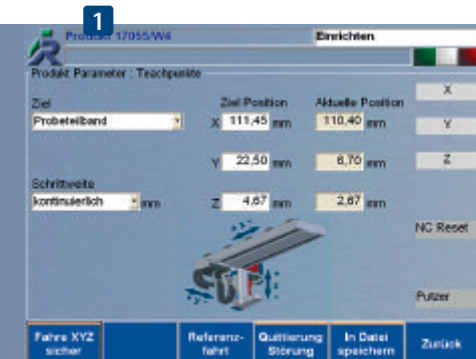 1
Produkt 17055/W4 Einrichten
Produkt Parameter : Teachpunkte
Ziel Ziel Position Aktuelle Position X
Probeteilband X 111,45 mm 110,40 mm Y
Y 22,50 mm 8,70 mm Z
Schrittweite
kontinuierlich mm Z 4,67 mm 2,67 mm
NC Reset
Putzer
Fahre XYZ sicher Referenz- fahrt Quittierung Störung In Datei speichern Zurück